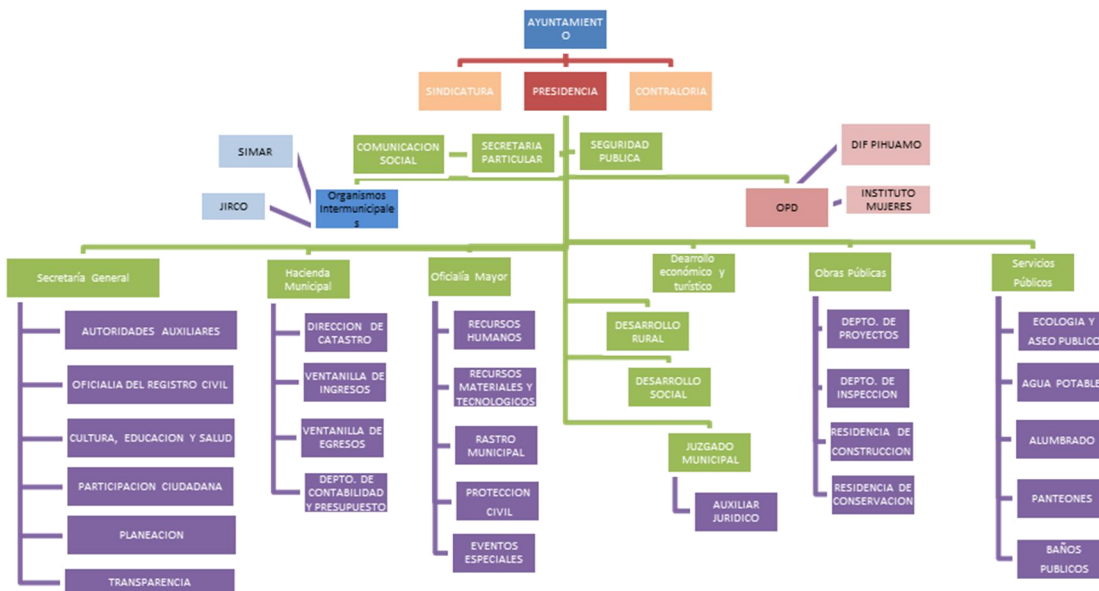 AYUNTAMIENT
O
SINDICATURA
PRESIDENCIA
CONTRALORIA
COMUNICACION
SOCIAL
SECRETARIA
PARTICULAR
SEGURIDAD
PUBLICA
SIMAR
JIRCO
Organismos
Intermunicipale
s
DIF PIHUAMO
OPD
INSTITUTO
MUJERES
Secretaría General
Hacienda
Municipal
Oficialía Mayor
Dearrollo
económico y
turístico
Obras Públicas
Servicios
Públicos
AUTORIDADES AUXILIARES
OFICIALIA DEL REGISTRO CIVIL
CULTURA, EDUCACION Y SALUD
PARTICIPACION CIUDADANA
PLANEACION
TRANSPARENCIA
DIRECCION DE
CATASTRO
VENTANILLA DE
INGRESOS
VENTANILLA DE
EGRESOS
DEPTO. DE
CONTABILIDAD
Y PRESUPUESTO
RECURSOS
HUMANOS
RECURSOS
MATERIALES Y
TECNOLOGICOS
RASTRO
MUNICIPAL
PROTECCION
CIVIL
EVENTOS
ESPECIALES
DESARROLLO
RURAL
DESARROLLO
SOCIAL
JUZGADO
MUNICIPAL
AUXILIAR
JURIDICO
DEPTO. DE
PROYECTOS
DEPTO. DE
INSPECCION
RESIDENCIA DE
CONSTRUCCION
RESIDENCIA DE
CONSERVACION
ECOLOGIA Y
ASEO PUBLICO
AGUA POTABLE
ALUMBRADO
PANTEONES
BAÑOS
PUBLICOS